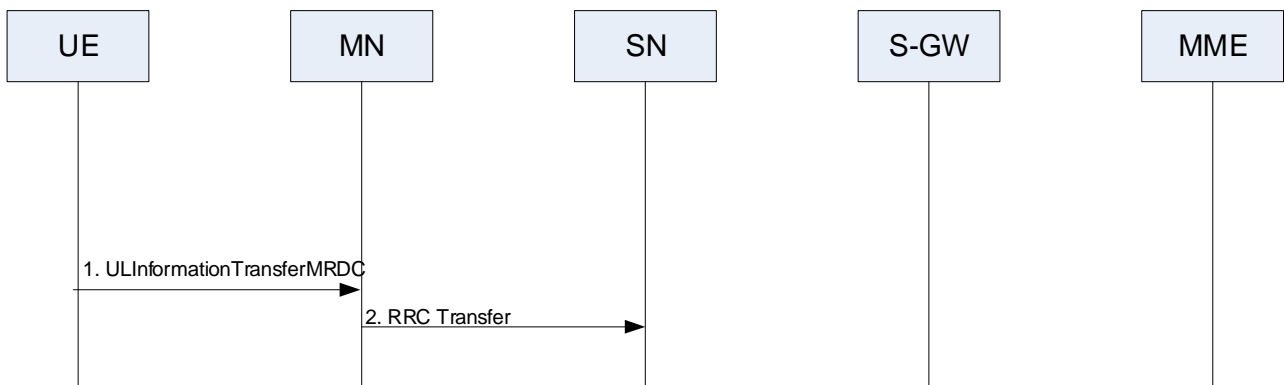 UE
MN
SN
S-GW
MME
1. ULInformationTransferMRDC
2. RRC Transfer